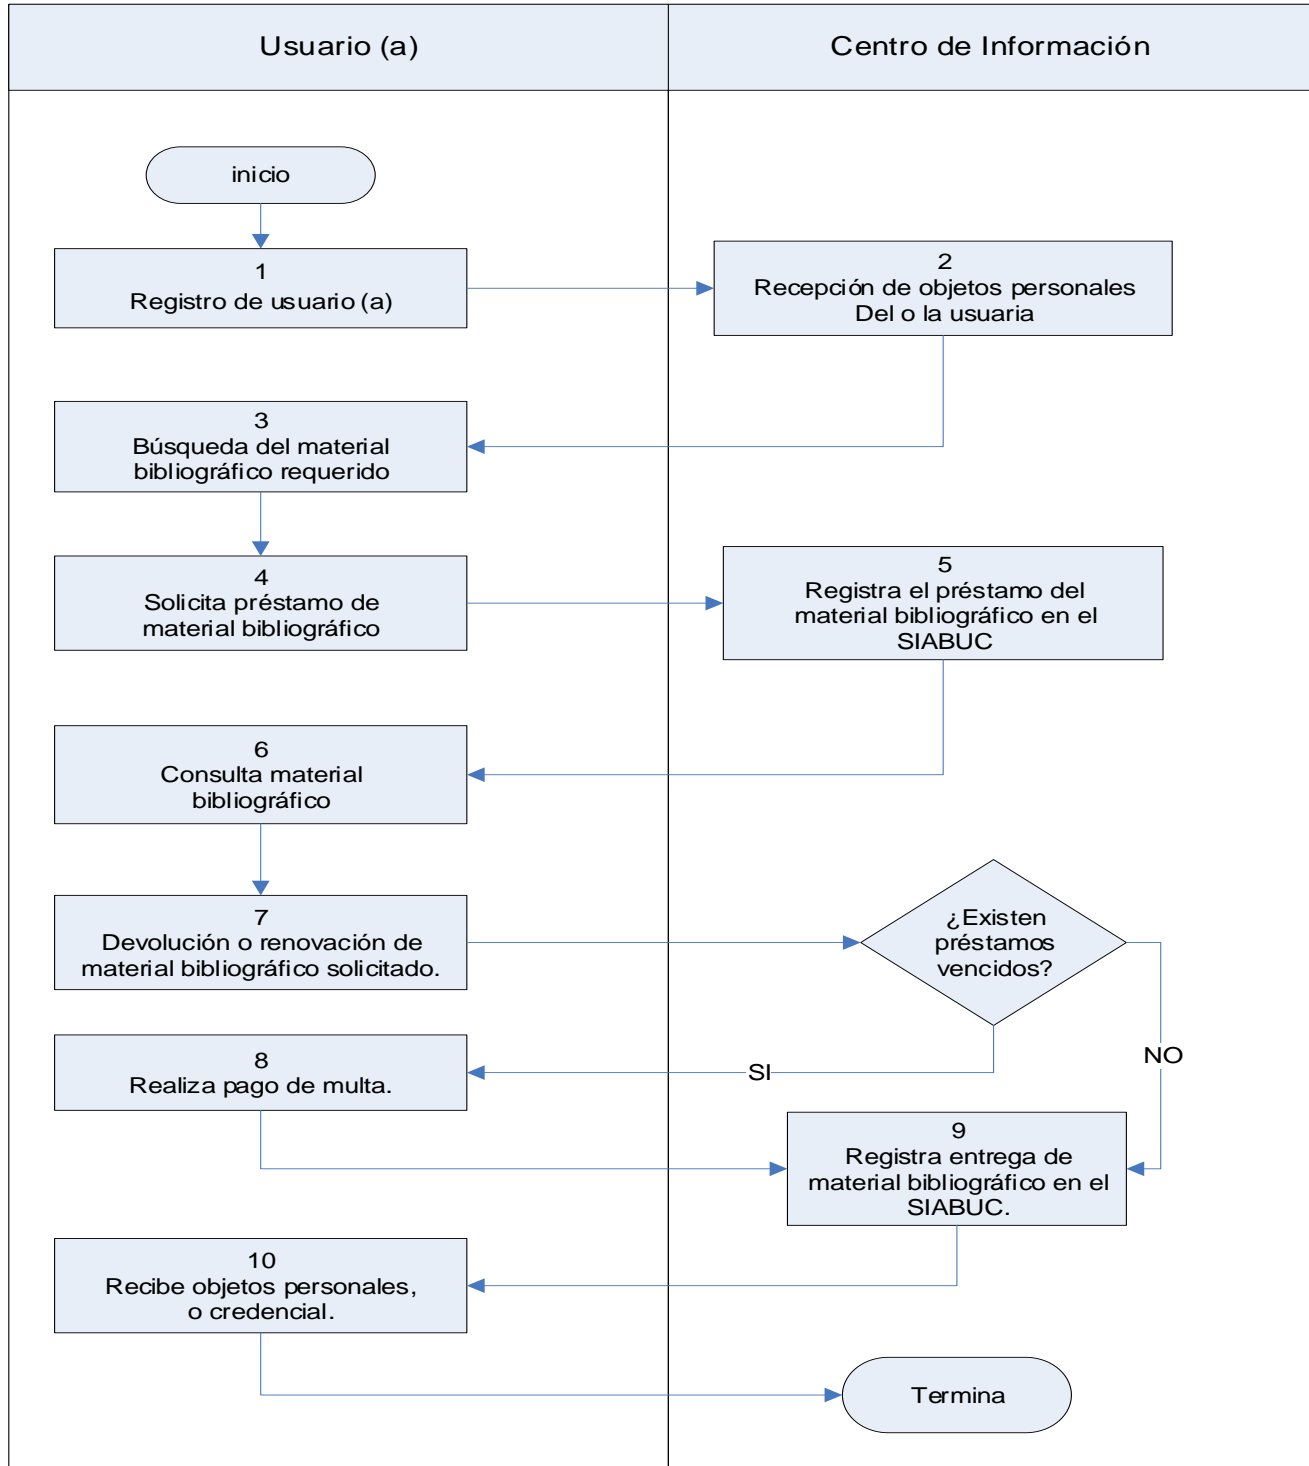 Usuario (a)
Centro de Información
inicio
1
Registro de usuario (a)
2
Recepción de objetos personales
Del o la usuaria
3
Búsqueda del material
bibliográfico requerido
4
Solicita préstamo de
material bibliográfico
5
Registra el préstamo del
material bibliográfico en el
SIABUC
6
Consulta material
bibliográfico
7
Devolución o renovación de
material bibliográfico solicitado.
¿Existen
préstamos
vencidos?
SI
NO
8
Realiza pago de multa.
9
Registra entrega de
material bibliográfico en el
SIABUC.
10
Recibe objetos personales,
o credencial.
Termina